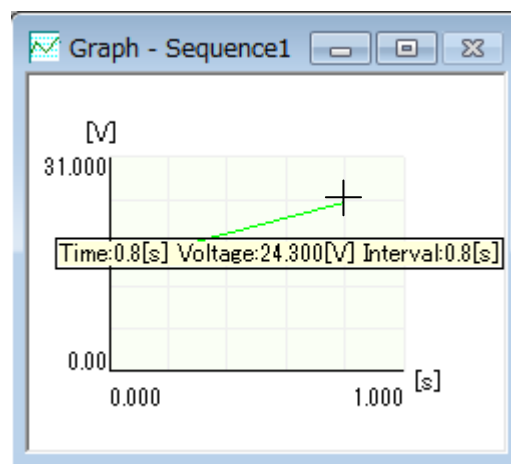 Graph - Sequence1
[V]
31.000
Time:0.8[s] Voltage:24.300[V] Interval:0.8[s]
0.00
0.000
1.000
[s]